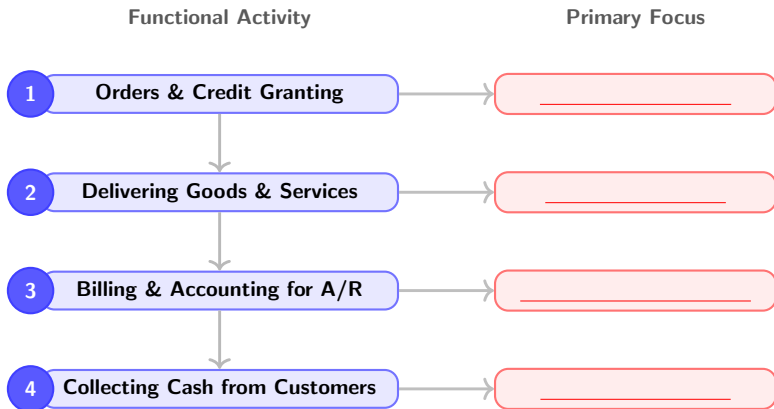 Functional Activity Primary Focus
1 Orders & Credit Granting
2 Delivering Goods & Services
3 Billing & Accounting for A/R
4 Collecting Cash from Customers